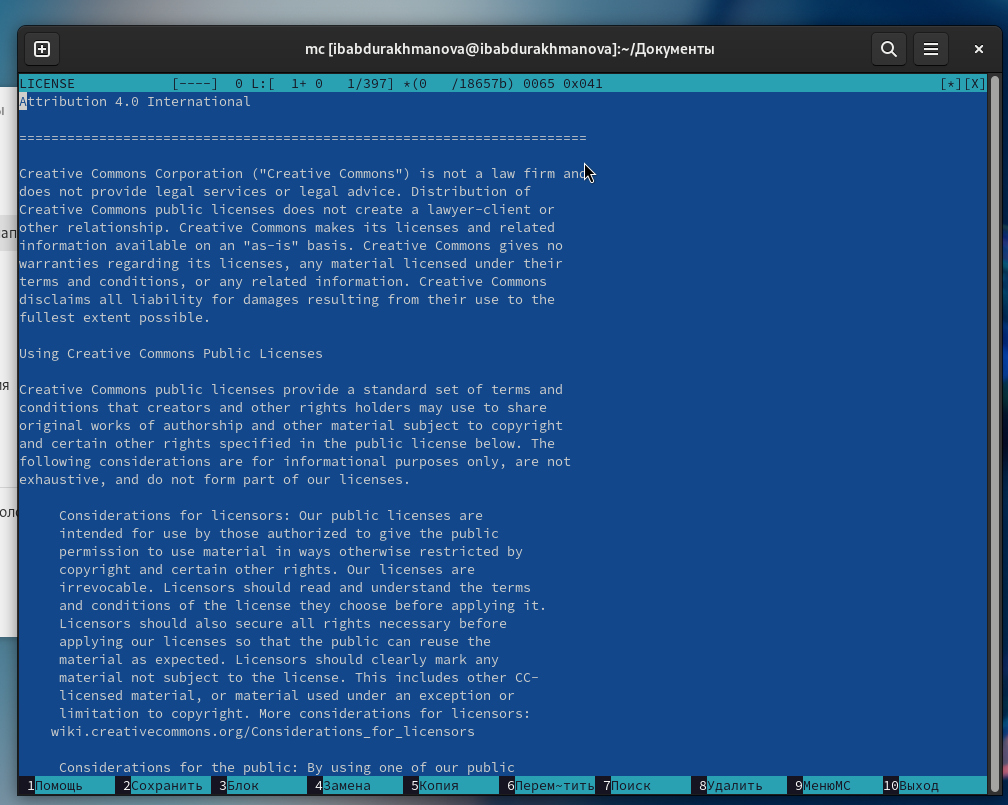 mc [ibabdurakhmanova@ibabdurakhmanova]:~/Документы
LICENSE [----] 0 L:[ 1+ 0 1/397] *(0 /18657b) 0065 0x041 [*][X]
Attribution 4.0 International
=======================================================================
Creative Commons Corporation ("Creative Commons") is not a law firm and
does not provide legal services or legal advice. Distribution of
Creative Commons public licenses does not create a lawyer-client or
other relationship. Creative Commons makes its licenses and related
information available on an "as-is" basis. Creative Commons gives no
warranties regarding its licenses, any material licensed under their
terms and conditions, or any related information. Creative Commons
disclaims all liability for damages resulting from their use to the
fullest extent possible.
Using Creative Commons Public Licenses
Creative Commons public licenses provide a standard set of terms and
conditions that creators and other rights holders may use to share
original works of authorship and other material subject to copyright
and certain other rights specified in the public license below. The
following considerations are for informational purposes only, are not
exhaustive, and do not form part of our licenses.
Considerations for licensors: Our public licenses are
intended for use by those authorized to give the public
permission to use material in ways otherwise restricted by
copyright and certain other rights. Our licenses are
irrevocable. Licensors should read and understand the terms
and conditions of the license they choose before applying it.
Licensors should also secure all rights necessary before
applying our licenses so that the public can reuse the
material as expected. Licensors should clearly mark any
material not subject to the license. This includes other CC-
licensed material, or material used under an exception or
limitation to copyright. More considerations for licensors:
wiki.creativecommons.org/Considerations_for_licensors
Considerations for the public: By using one of our public
1Помощь 2Сохранить 3Блок 4Замена 5Копия 6Перем~тить 7Поиск 8Удалить 9МенюМС 10Выход